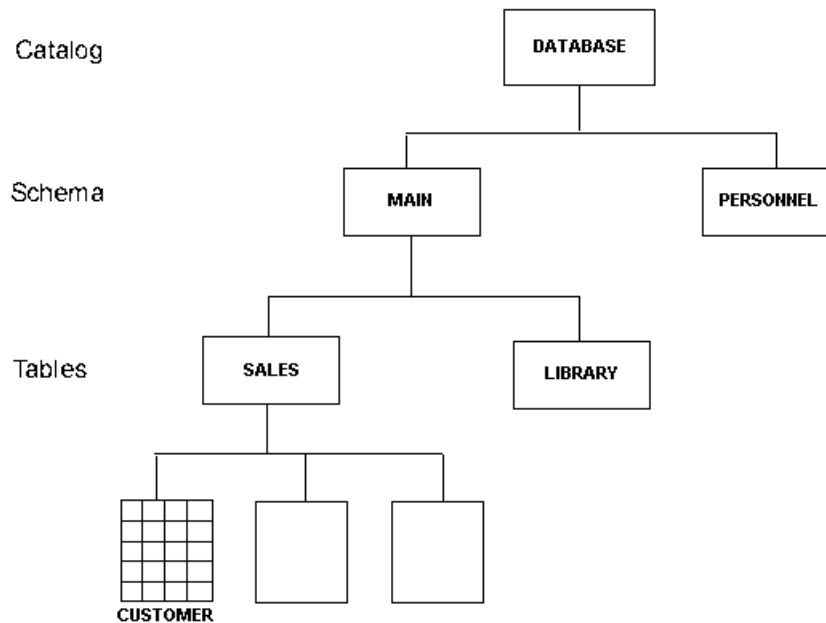 Catalog
DATABASE
Schema
MAIN
PERSONNEL
Tables
SALES
LIBRARY
CUSTOMER